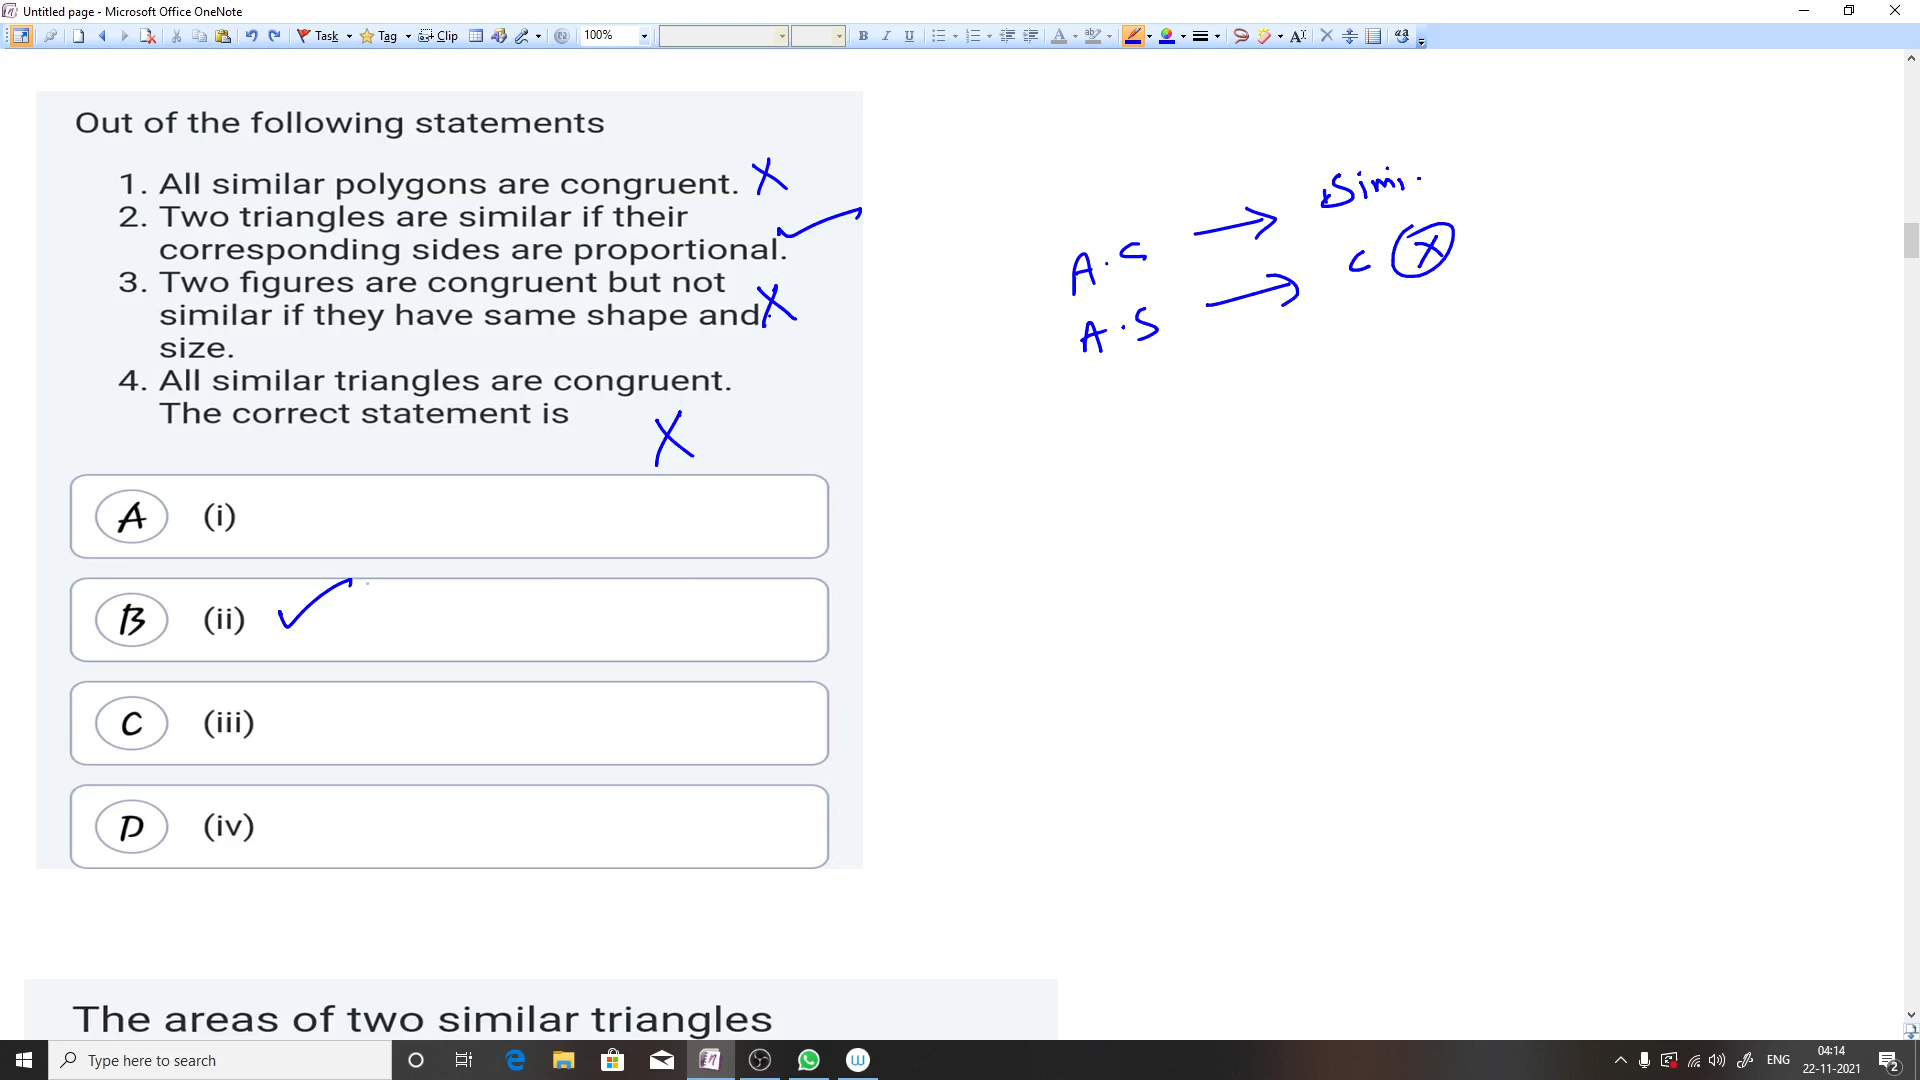 Untitled page - Microsoft Office OneNote
Task Tag Clip 100%
Out of the following statements
1. All similar polygons are congruent. X
2. Two triangles are similar if their
corresponding sides are proportional.
3. Two figures are congruent but not
similar if they have same shape and X
size.
4. All similar triangles are congruent.
The correct statement is
X
A (i)
B (ii)
C (iii)
D (iv)
A.C → Simi.
A.S → C X
The areas of two similar triangles
Type here to search
ENG
04:14
22-11-2021
2